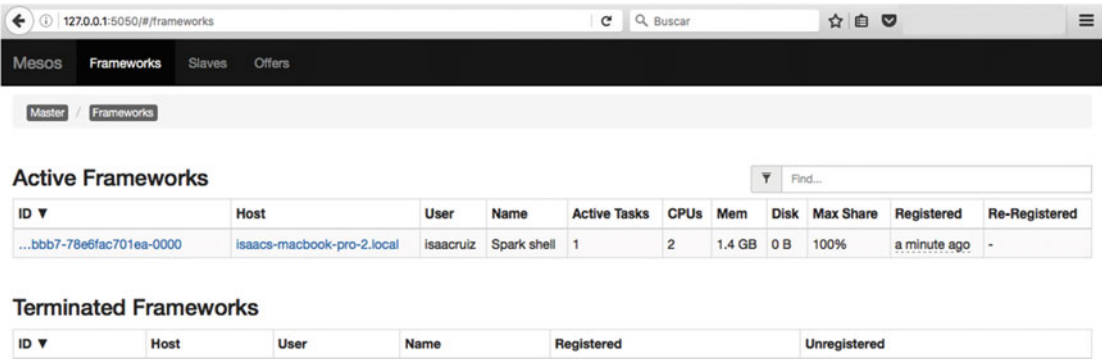 127.0.0.1:5050/#/frameworks Buscar
Mesos Frameworks Slaves Offers
Master / Frameworks
Active Frameworks Find...
ID ▼ Host User Name Active Tasks CPUs Mem Disk Max Share Registered Re-Registered
...bbb7-78e6fac701ea-0000 isaacs-macbook-pro-2.local isaacruiz Spark shell 1 2 1.4 GB 0 B 100% a minute ago -
Terminated Frameworks
ID ▼ Host User Name Registered Unregistered